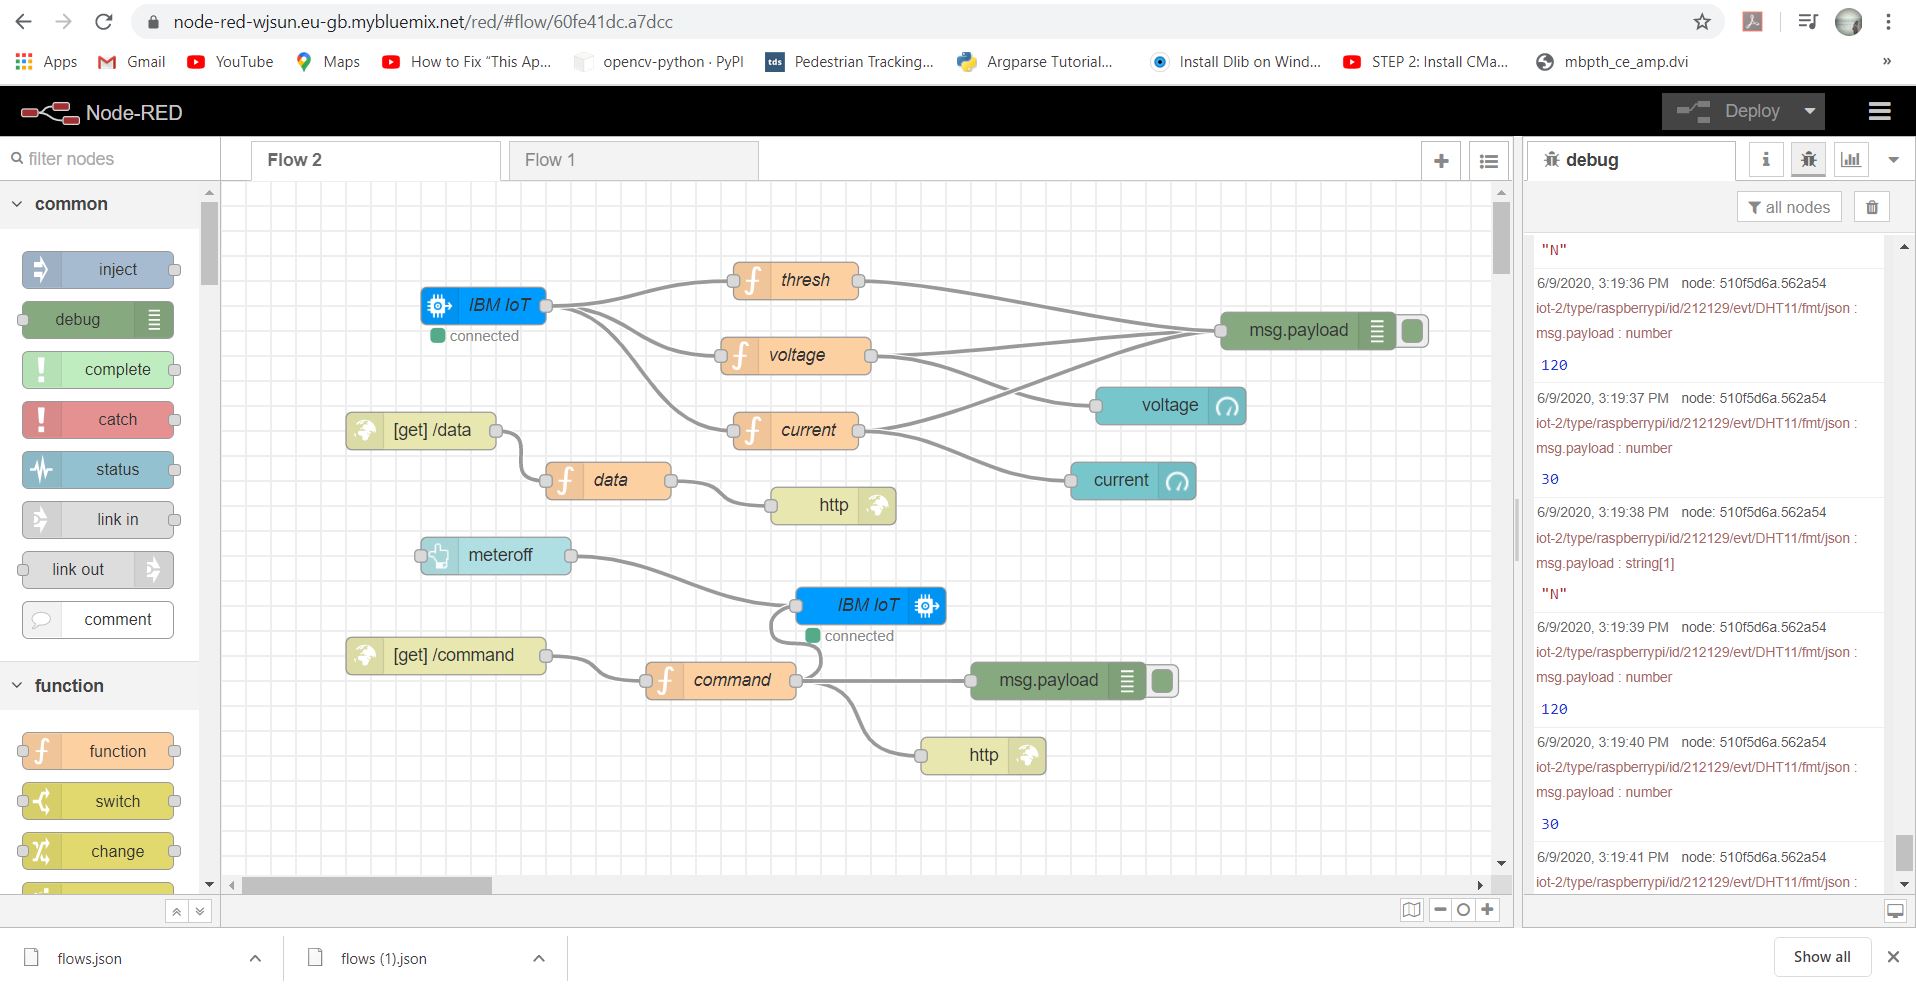 node-red-wjsun.eu-gb.mybluemix.net/red/#flow/60fe41dc.a7dcc
Apps Gmail YouTube Maps How to Fix "This Ap... opencv-python · PyPI tds Pedestrian Tracking... Argparse Tutorial... Install Dlib on Wind... STEP 2: Install CMa... mbpth_ce_amp.dvi »
Node-RED
Deploy
filter nodes
Flow 2
Flow 1
debug
all nodes
common
inject
debug
complete
catch
status
link in
link out
comment
function
function
switch
change
IBM IoT
connected
thresh
voltage
current
msg.payload
voltage
current
[get] /data
data
http
meteroff
IBM IoT
connected
[get] /command
command
msg.payload
http
"N"
6/9/2020, 3:19:36 PM node: 510f5d6a.562a54
iot-2/type/raspberrypi/id/212129/evt/DHT11/fmt/json :
msg.payload : number
120
6/9/2020, 3:19:37 PM node: 510f5d6a.562a54
iot-2/type/raspberrypi/id/212129/evt/DHT11/fmt/json :
msg.payload : number
30
6/9/2020, 3:19:38 PM node: 510f5d6a.562a54
iot-2/type/raspberrypi/id/212129/evt/DHT11/fmt/json :
msg.payload : string[1]
"N"
6/9/2020, 3:19:39 PM node: 510f5d6a.562a54
iot-2/type/raspberrypi/id/212129/evt/DHT11/fmt/json :
msg.payload : number
120
6/9/2020, 3:19:40 PM node: 510f5d6a.562a54
iot-2/type/raspberrypi/id/212129/evt/DHT11/fmt/json :
msg.payload : number
30
6/9/2020, 3:19:41 PM node: 510f5d6a.562a54
iot-2/type/raspberrypi/id/212129/evt/DHT11/fmt/json :
flows.json
flows (1).json
Show all